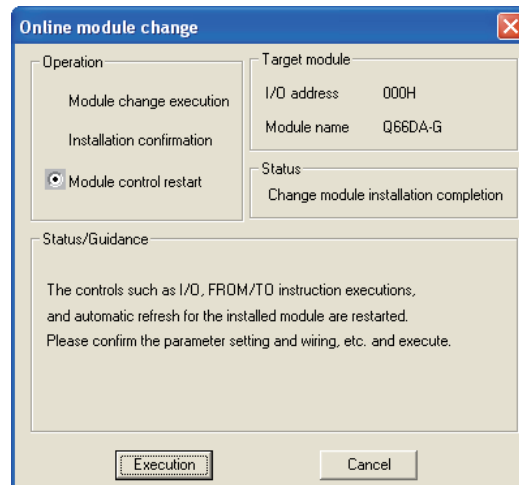 Online module change
Operation
Module change execution
Installation confirmation
Module control restart
Target module
I/O address 000H
Module name Q66DA-G
Status
Change module installation completion
Status/Guidance
The controls such as I/O, FROM/TO instruction executions,
and automatic refresh for the installed module are restarted.
Please confirm the parameter setting and wiring, etc. and execute.
Execution
Cancel